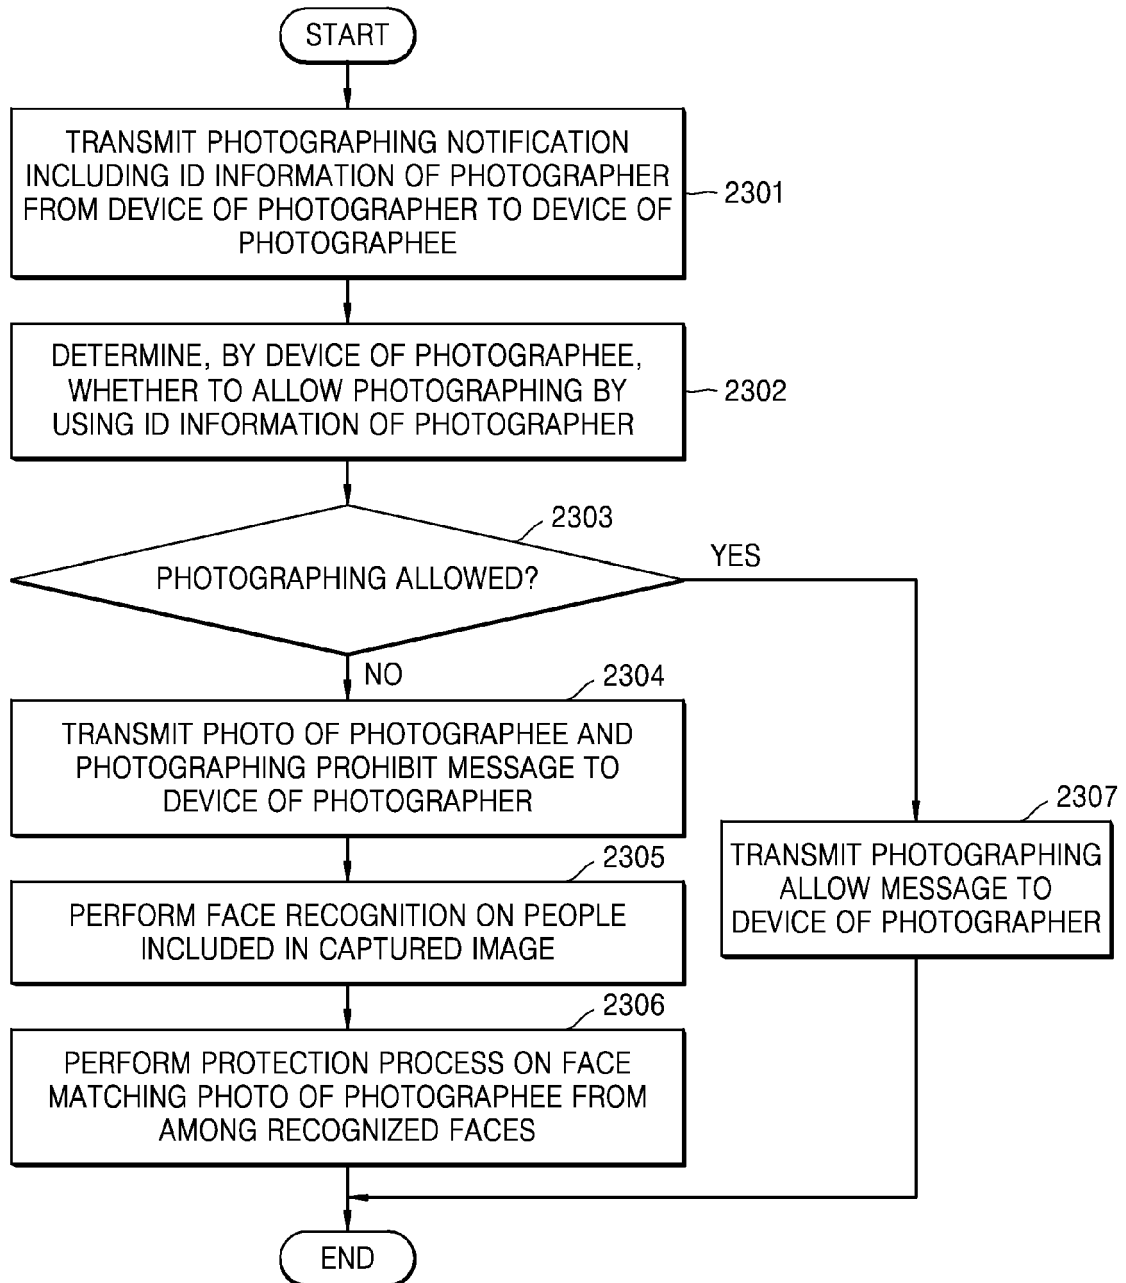 START
TRANSMIT PHOTOGRAPHING NOTIFICATION
INCLUDING ID INFORMATION OF PHOTOGRAPHER
FROM DEVICE OF PHOTOGRAPHER TO DEVICE OF
PHOTOGRAPHEE
2301
DETERMINE, BY DEVICE OF PHOTOGRAPHEE,
WHETHER TO ALLOW PHOTOGRAPHING BY
USING ID INFORMATION OF PHOTOGRAPHER
2302
2303
PHOTOGRAPHING ALLOWED?
YES
NO
2304
TRANSMIT PHOTO OF PHOTOGRAPHEE AND
PHOTOGRAPHING PROHIBIT MESSAGE TO
DEVICE OF PHOTOGRAPHER
2305
PERFORM FACE RECOGNITION ON PEOPLE
INCLUDED IN CAPTURED IMAGE
2306
PERFORM PROTECTION PROCESS ON FACE
MATCHING PHOTO OF PHOTOGRAPHEE FROM
AMONG RECOGNIZED FACES
2307
TRANSMIT PHOTOGRAPHING
ALLOW MESSAGE TO
DEVICE OF PHOTOGRAPHER
END